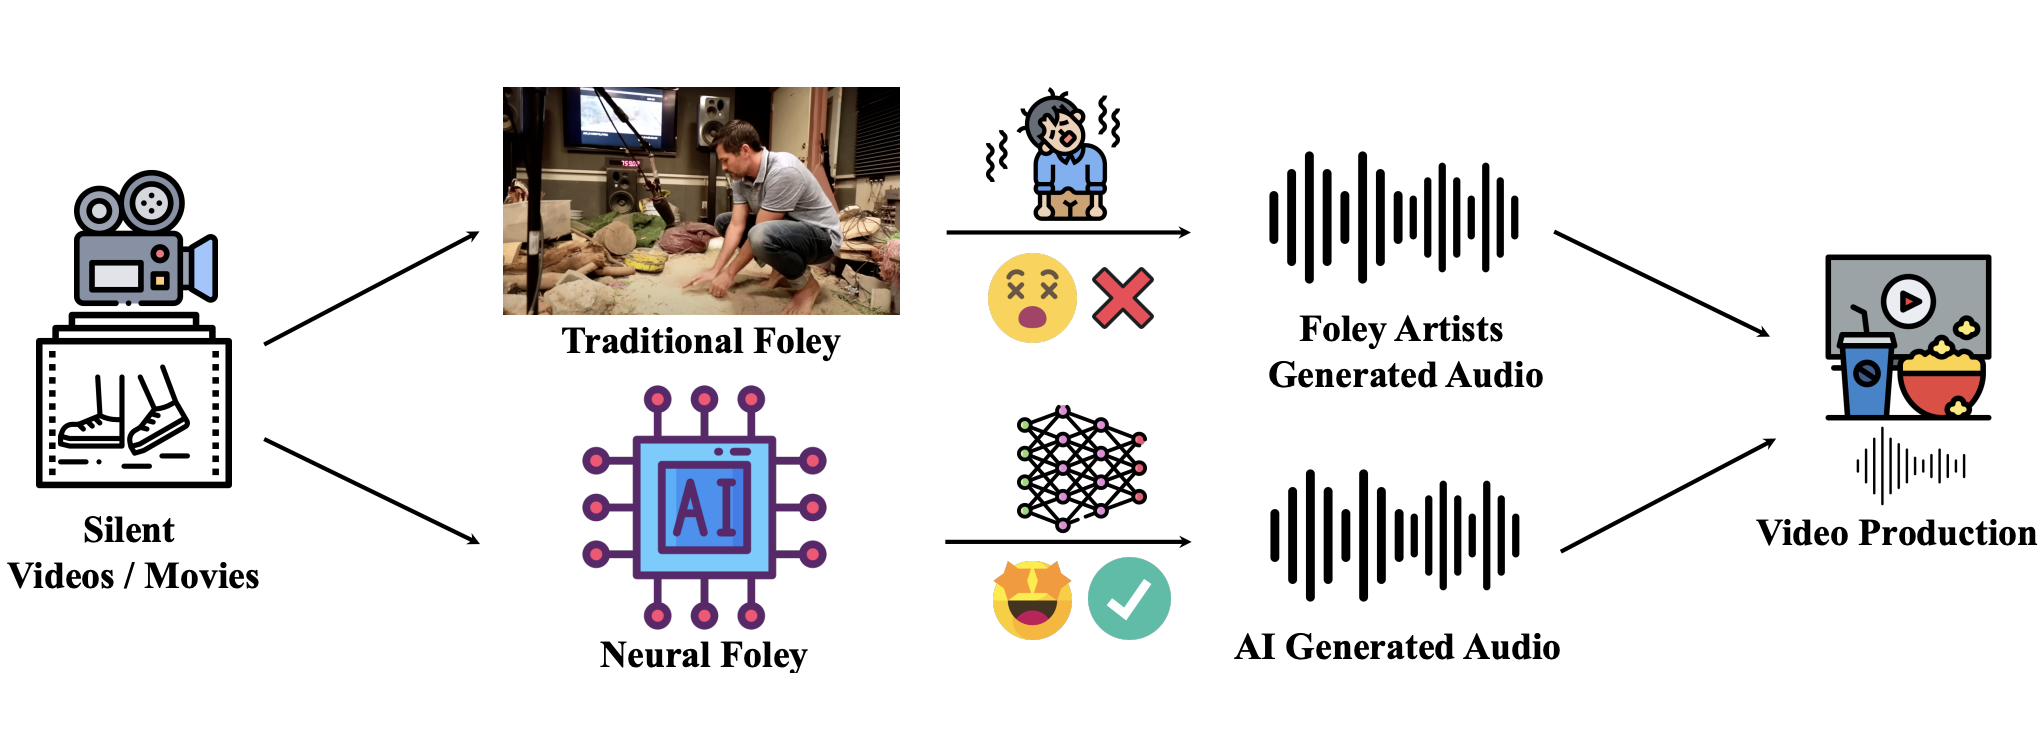 Silent
Videos / Movies
Traditional Foley
AI
Neural Foley
Foley Artists
Generated Audio
AI Generated Audio
Video Production